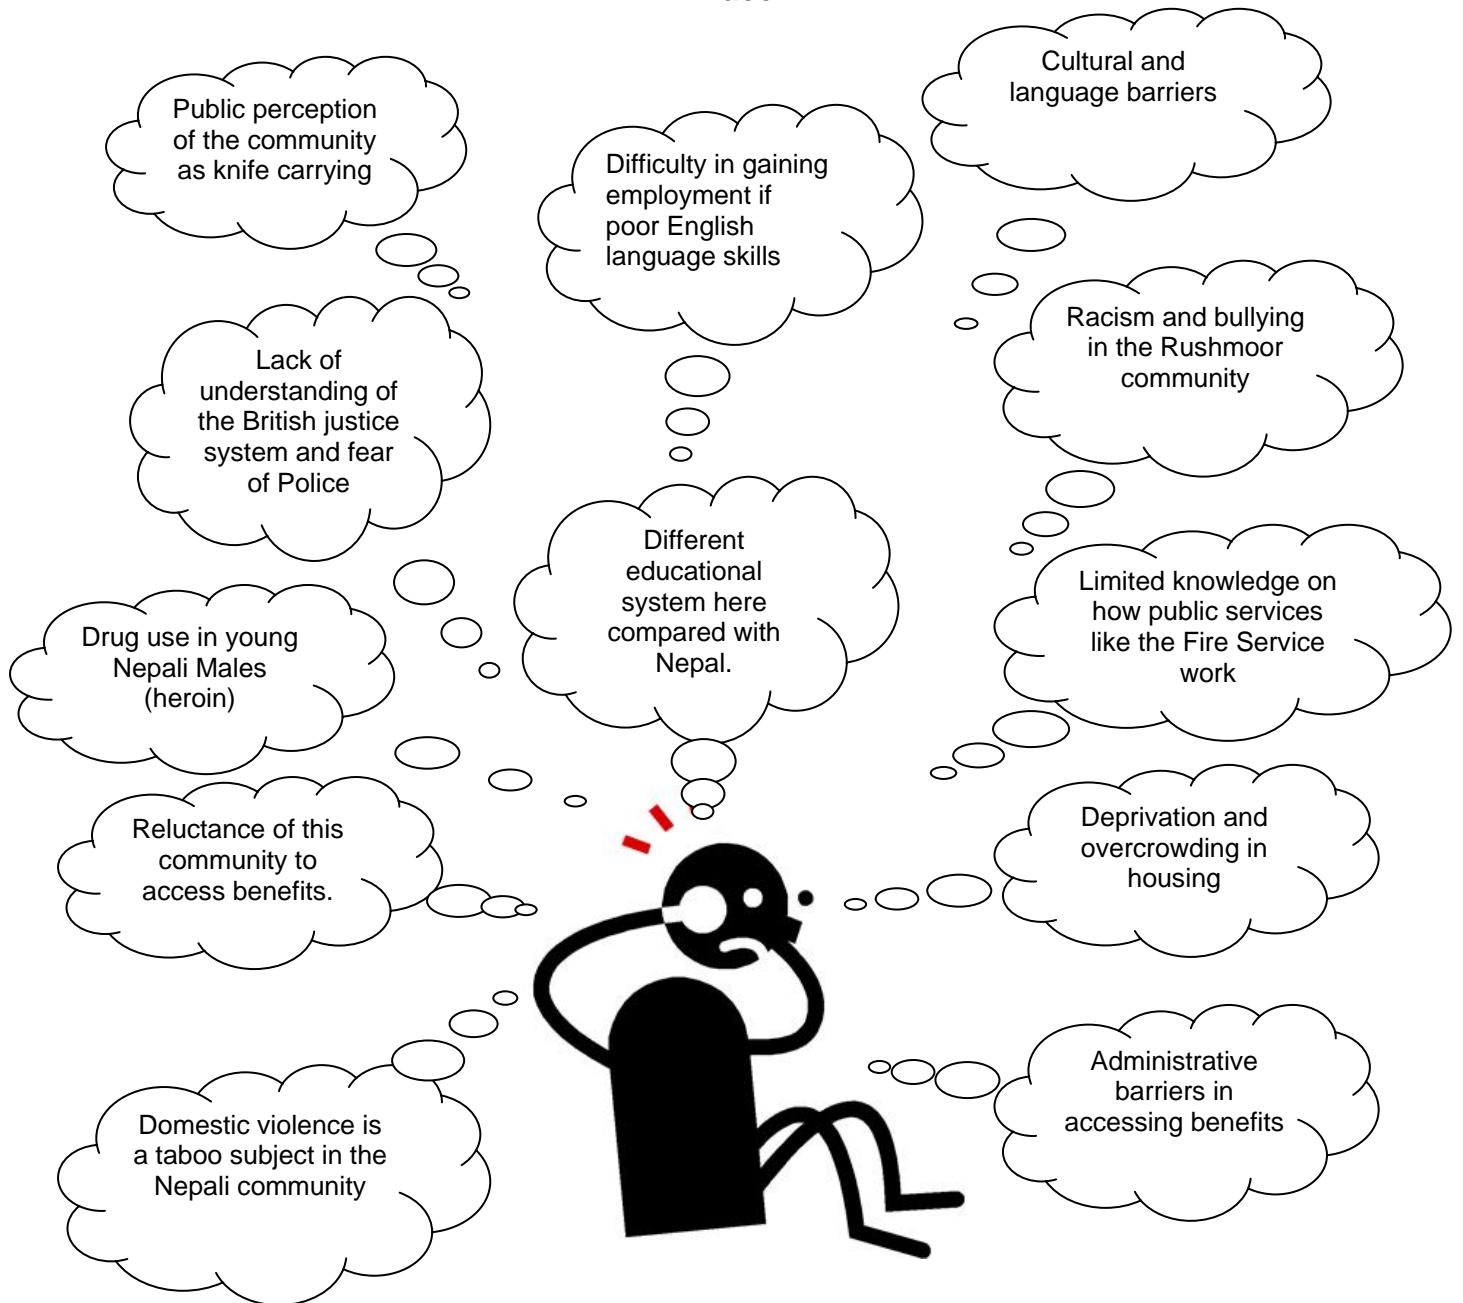 Public perception
of the community
as knife carrying
Difficulty in gaining
employment if
poor English
language skills
Cultural and
language barriers
Lack of
understanding of
the British justice
system and fear
of Police
Racism and bullying
in the Rushmoor
community
Different
educational
system here
compared with
Nepal.
Limited knowledge on
how public services
like the Fire Service
work
Drug use in young
Nepali Males
(heroin)
Reluctance of this
community to
access benefits.
Deprivation and
overcrowding in
housing
Domestic violence is
a taboo subject in the
Nepali community
Administrative
barriers in
accessing benefits